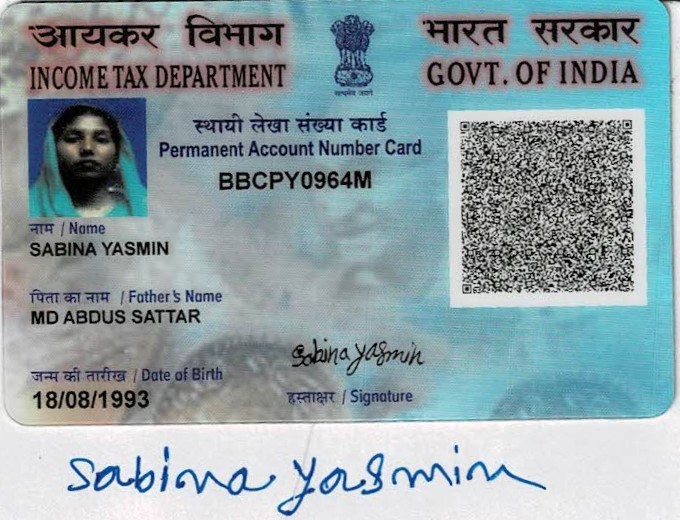 आयकर विभाग
INCOME TAX DEPARTMENT
भारत सरकार
GOVT. OF INDIA
सत्यमेव जयते
स्थायी लेखा संख्या कार्ड
Permanent Account Number Card
BBCPY0964M
नाम / Name
SABINA YASMIN
पिता का नाम / Father's Name
MD ABDUS SATTAR
जन्म की तारीख / Date of Birth
18/08/1993
Sabina Yasmin
हस्ताक्षर / Signature
Sabina Yasmin